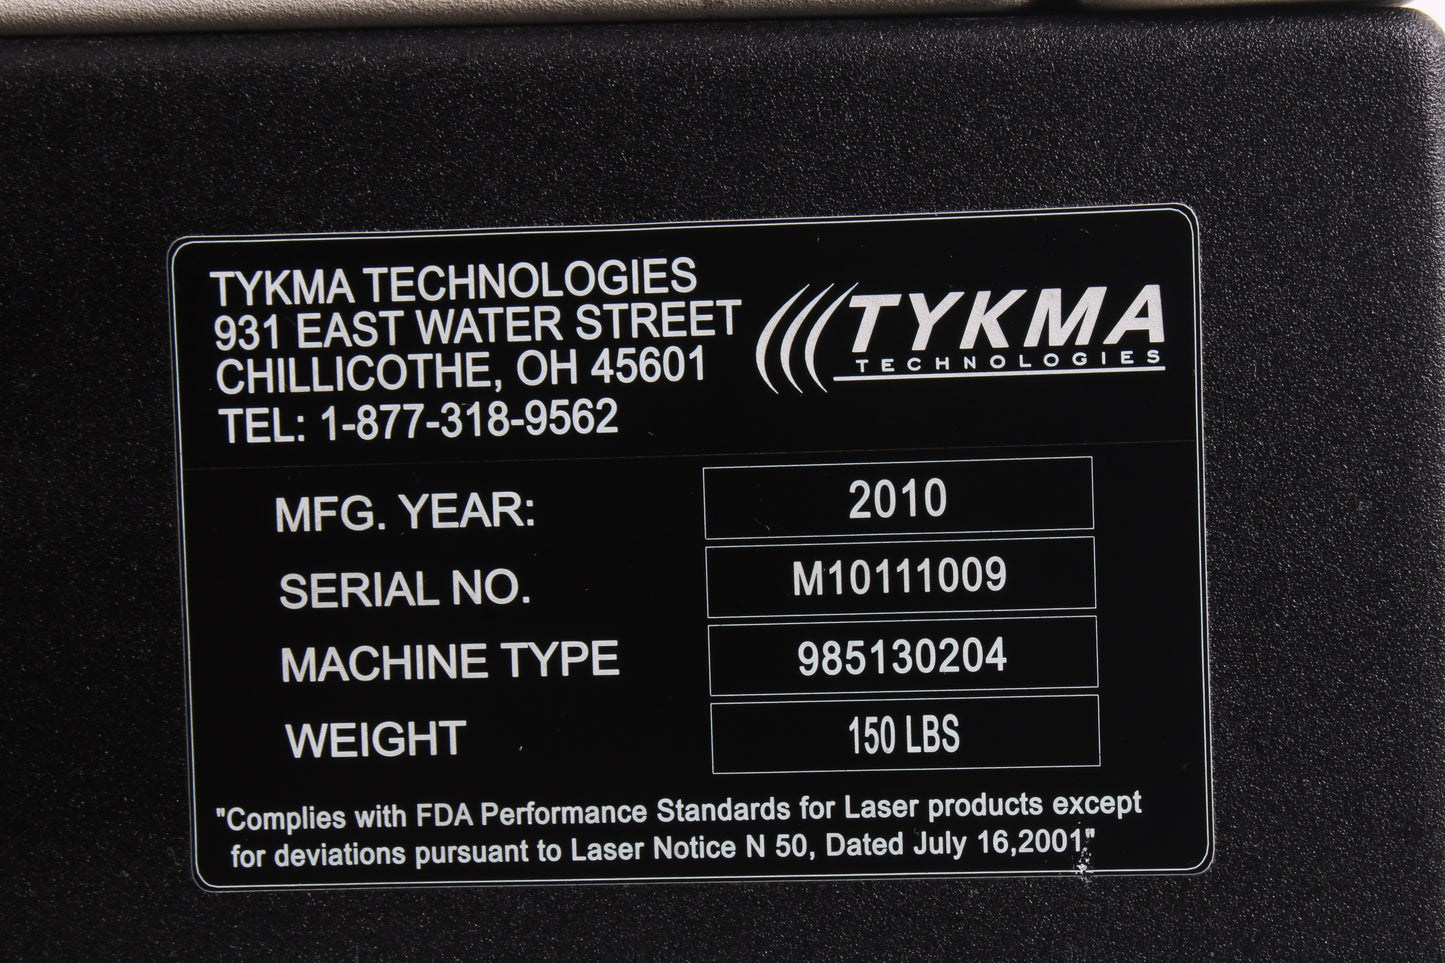 TYKMA TECHNOLOGIES
931 EAST WATER STREET
CHILLICOTHE, OH 45601
TEL: 1-877-318-9562
TYKMA
TECHNOLOGIES
MFG. YEAR: 2010
SERIAL NO. M10111009
MACHINE TYPE 985130204
WEIGHT 150 LBS
"Complies with FDA Performance Standards for Laser products except
for deviations pursuant to Laser Notice N 50, Dated July 16,2001"